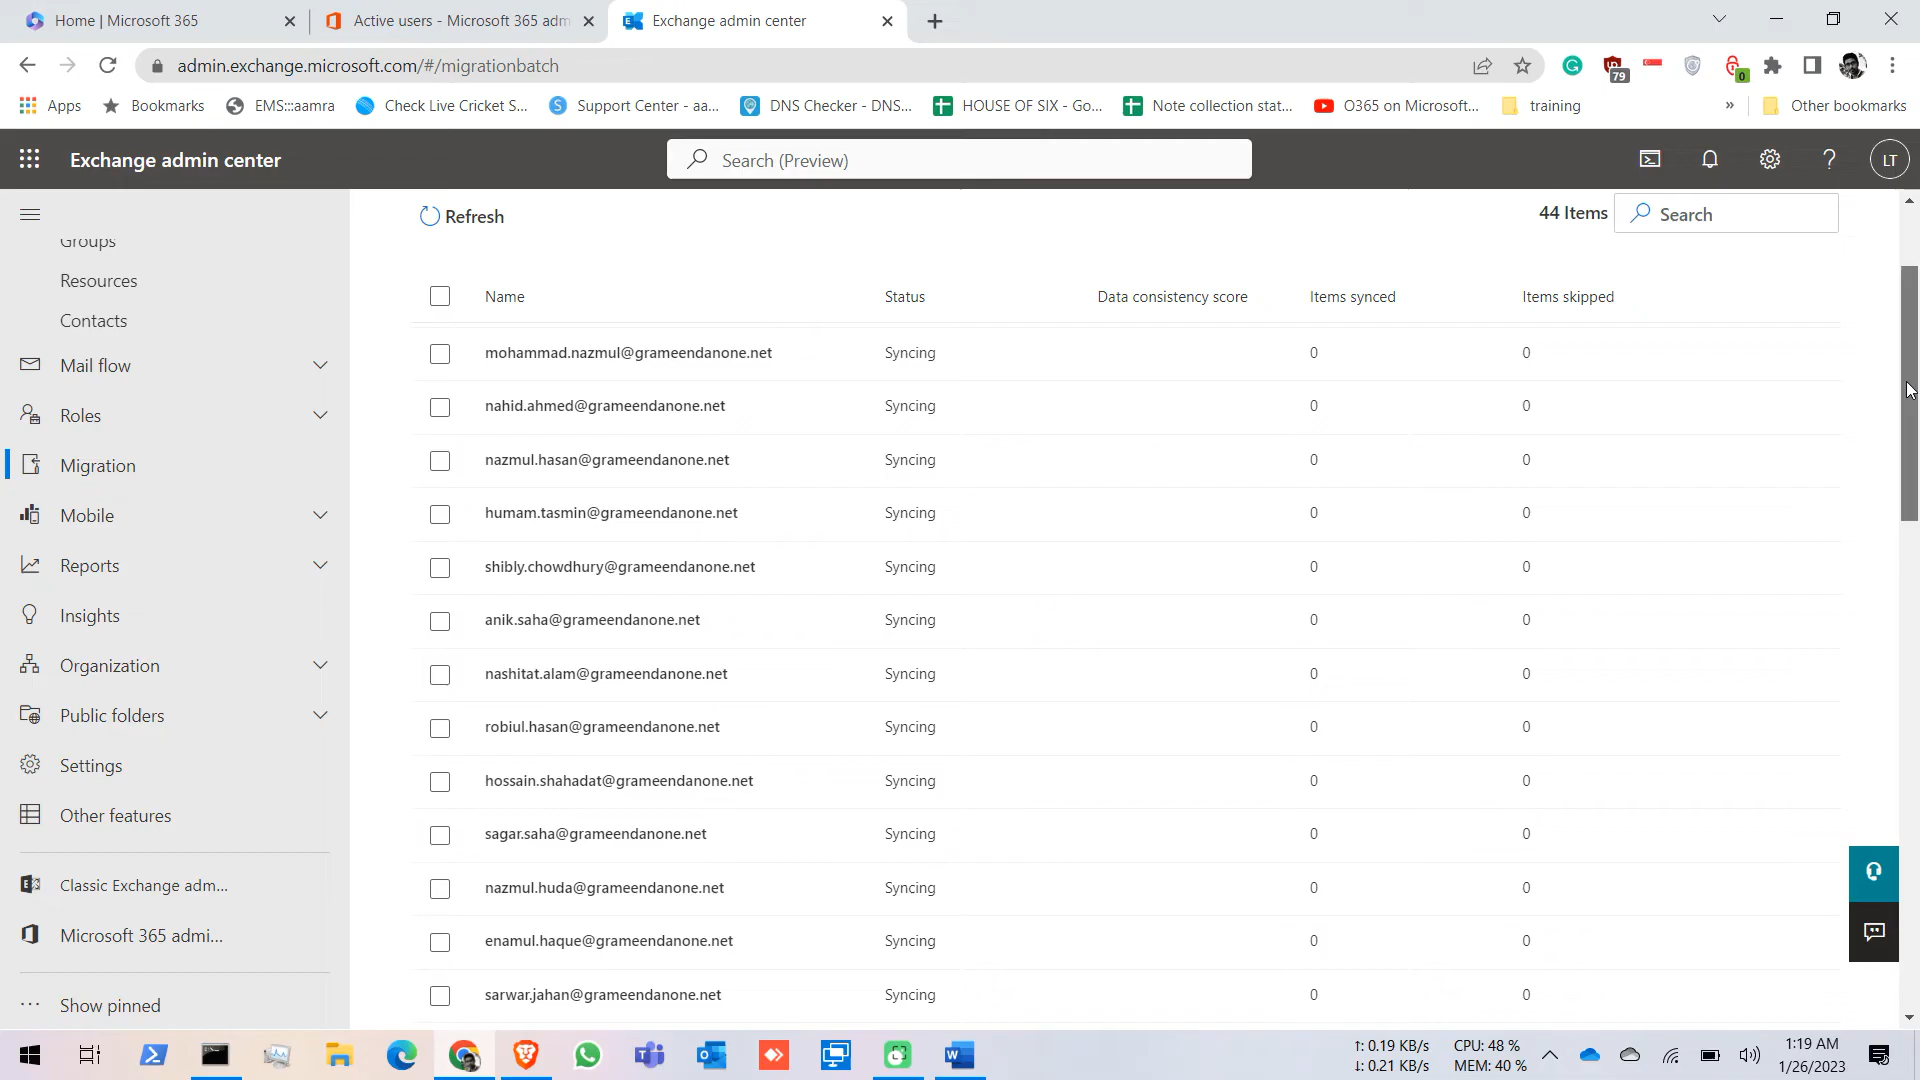 Home | Microsoft 365
Active users - Microsoft 365 adm
Exchange admin center
admin.exchange.microsoft.com/#/migrationbatch
79
0
Apps
Bookmarks
EMS:::aamra
Check Live Cricket S...
Support Center - aa...
DNS Checker - DNS...
HOUSE OF SIX - Go...
Note collection stat...
O365 on Microsoft...
training
»
Other bookmarks
Exchange admin center
Search (Preview)
LT
Groups
Resources
Contacts
Mail flow
Roles
Migration
Mobile
Reports
Insights
Organization
Public folders
Settings
Other features
Classic Exchange adm...
Microsoft 365 admi...
Show pinned
Refresh
44 Items
Search
Name Status Data consistency score Items synced Items skipped
mohammad.nazmul@grameendanone.net Syncing 0 0
nahid.ahmed@grameendanone.net Syncing 0 0
nazmul.hasan@grameendanone.net Syncing 0 0
humam.tasmin@grameendanone.net Syncing 0 0
shibly.chowdhury@grameendanone.net Syncing 0 0
anik.saha@grameendanone.net Syncing 0 0
nashitat.alam@grameendanone.net Syncing 0 0
robiul.hasan@grameendanone.net Syncing 0 0
hossain.shahadat@grameendanone.net Syncing 0 0
sagar.saha@grameendanone.net Syncing 0 0
nazmul.huda@grameendanone.net Syncing 0 0
enamul.haque@grameendanone.net Syncing 0 0
sarwar.jahan@grameendanone.net Syncing 0 0
↑: 0.19 KB/s
↓: 0.21 KB/s
CPU: 48 %
MEM: 40 %
1:19 AM
1/26/2023